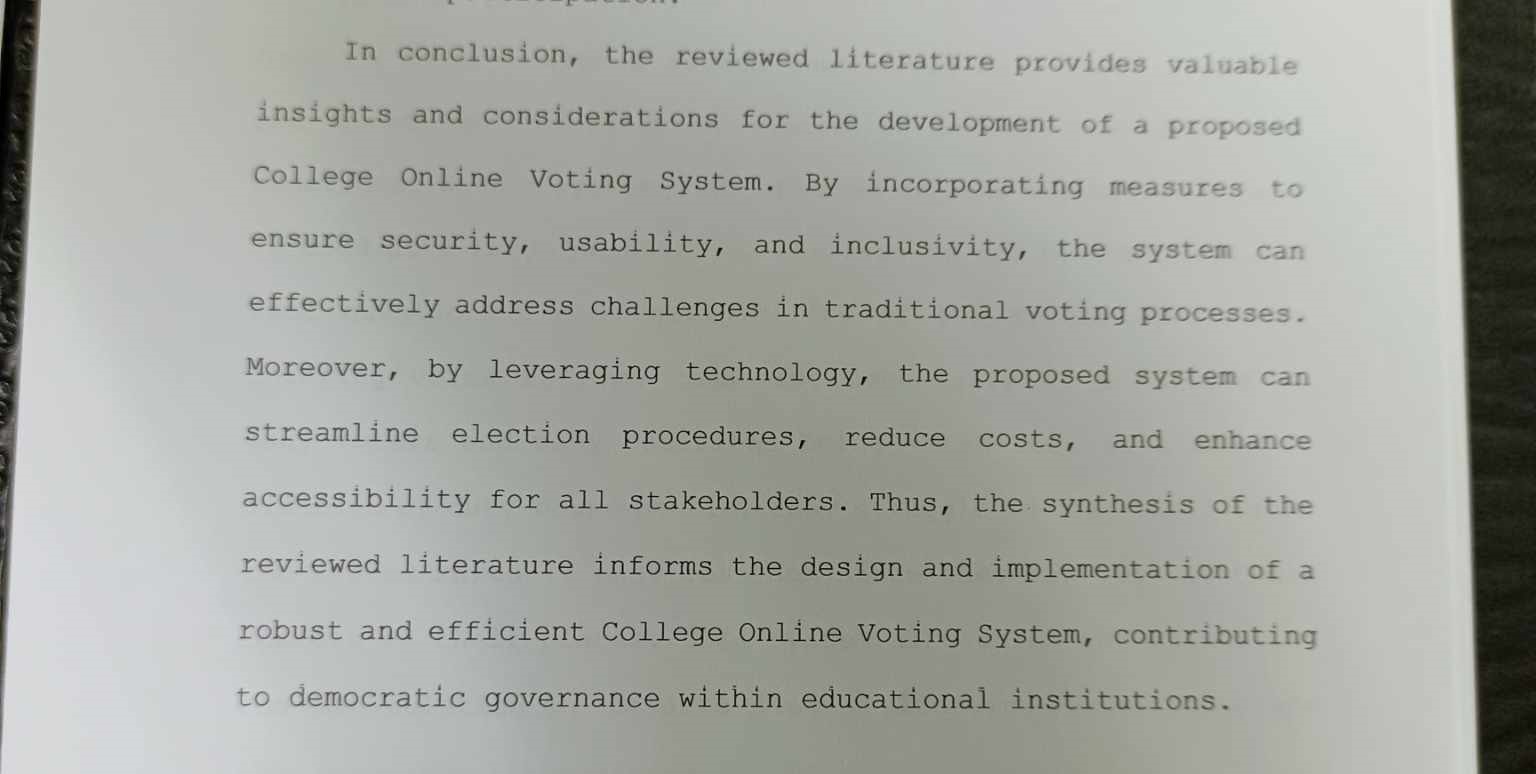 In conclusion, the reviewed literature provides valuable
insights and considerations for the development of a proposed
College Online Voting System. By incorporating measures to
ensure security, usability, and inclusivity, the system can
effectively address challenges in traditional voting processes.
Moreover, by leveraging technology, the proposed system can
streamline election procedures, reduce costs, and enhance
accessibility for all stakeholders. Thus, the synthesis of the
reviewed literature informs the design and implementation of a
robust and efficient College Online Voting System, contributing
to democratic governance within educational institutions.